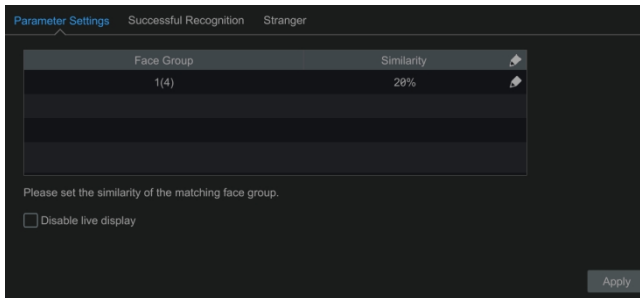 Parameter Settings Successful Recognition Stranger
Face Group Similarity
1(4) 20%
Please set the similarity of the matching face group.
Disable live display
Apply